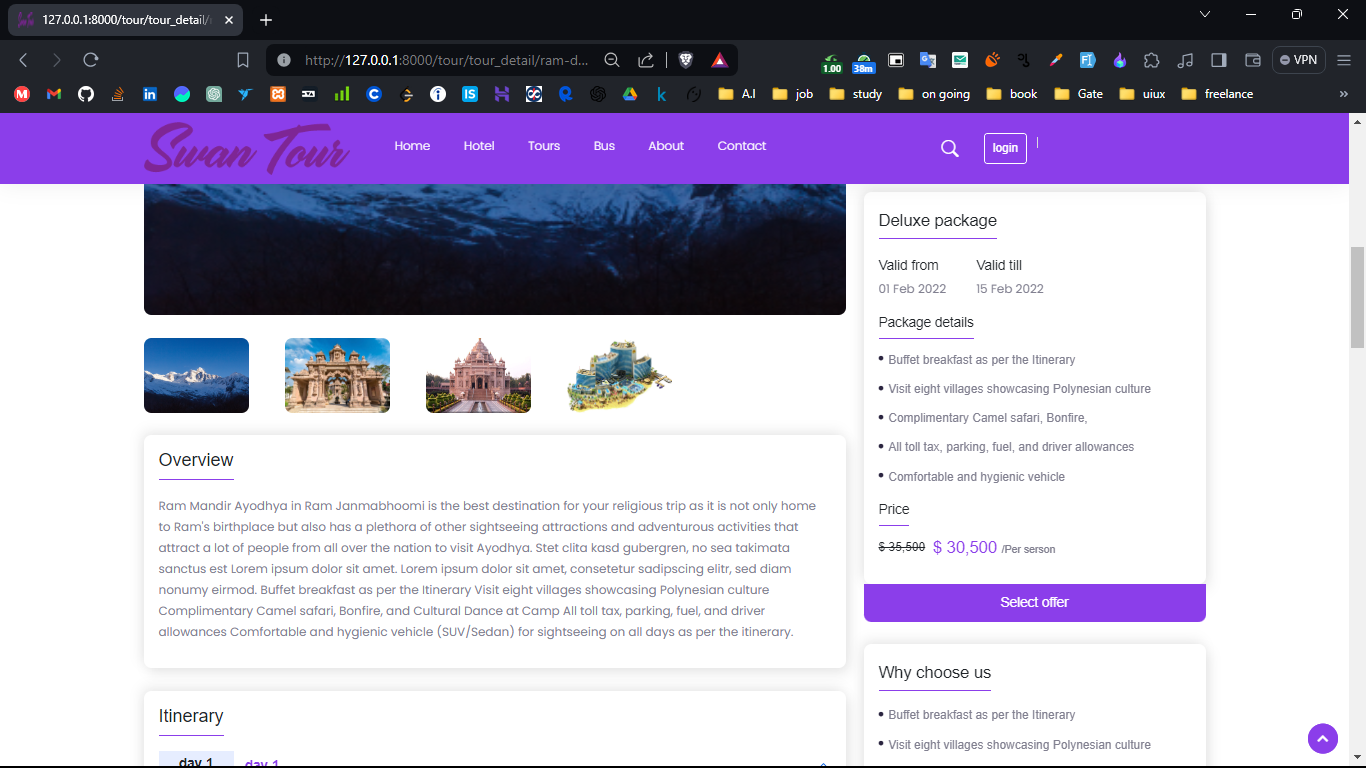 127.0.0.1:8000/tour/tour_detail/
http://127.0.0.1:8000/tour/tour_detail/ram-d...
1.00
38m
VPN
A.I
job
study
on going
book
Gate
uiux
freelance
Swan Tour
Home
Hotel
Tours
Bus
About
Contact
login
Overview
Ram Mandir Ayodhya in Ram Janmabhoomi is the best destination for your religious trip as it is not only home
to Ram's birthplace but also has a plethora of other sightseeing attractions and adventurous activities that
attract a lot of people from all over the nation to visit Ayodhya. Stet clita kasd gubergren, no sea takimata
sanctus est Lorem ipsum dolor sit amet. Lorem ipsum dolor sit amet, consetetur sadipscing elitr, sed diam
nonumy eirmod. Buffet breakfast as per the Itinerary Visit eight villages showcasing Polynesian culture
Complimentary Camel safari, Bonfire, and Cultural Dance at Camp All toll tax, parking, fuel, and driver
allowances Comfortable and hygienic vehicle (SUV/Sedan) for sightseeing on all days as per the itinerary.
Itinerary
day 1
day 1
Deluxe package
Valid from
Valid till
01 Feb 2022
15 Feb 2022
Package details
Buffet breakfast as per the Itinerary
Visit eight villages showcasing Polynesian culture
Complimentary Camel safari, Bonfire,
All toll tax, parking, fuel, and driver allowances
Comfortable and hygienic vehicle
Price
$ 35,500 $ 30,500 /Per serson
Select offer
Why choose us
Buffet breakfast as per the Itinerary
Visit eight villages showcasing Polynesian culture